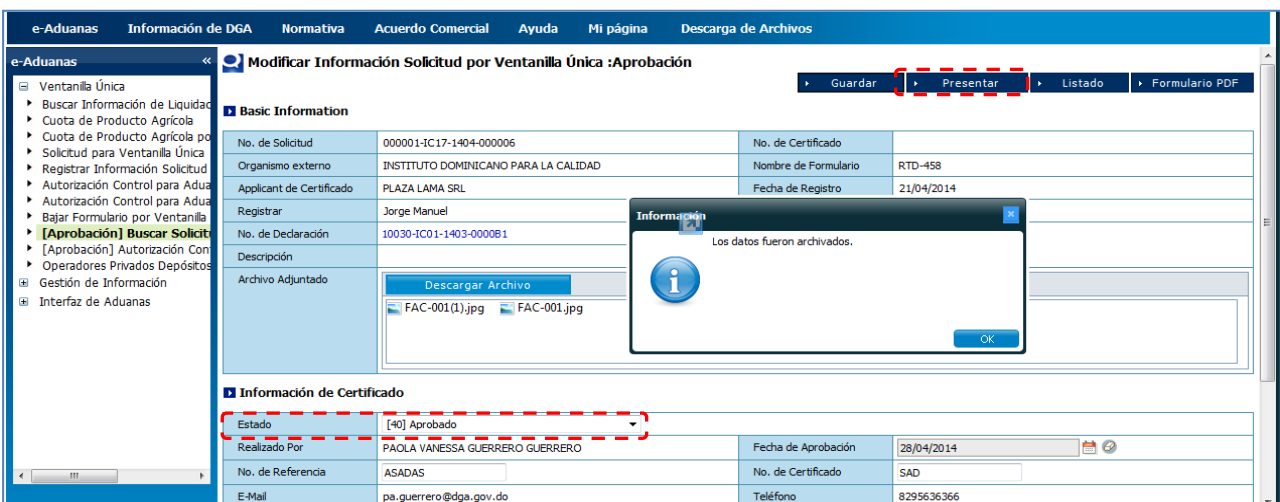 e-Aduanas Información de DGA Normativa Acuerdo Comercial Ayuda Mi página Descarga de Archivos
e-Aduanas «
Ventanilla Única
Buscar Información de Liquidac
Cuota de Producto Agrícola
Cuota de Producto Agrícola po
Solicitud para Ventanilla Única
Registrar Información Solicitud
Autorización Control para Adua
Autorización Control para Adua
Bajar Formulario por Ventanilla
[Aprobación] Buscar Solicit
[Aprobación] Autorización Con
Operadores Privados Depósitos
Gestión de Información
Interfaz de Aduanas
Modificar Información Solicitud por Ventanilla Única :Aprobación
Guardar Presentar Listado Formulario PDF
Basic Information
No. de Solicitud 000001-IC17-1404-000006 No. de Certificado
Organismo externo INSTITUTO DOMINICANO PARA LA CALIDAD Nombre de Formulario RTD-458
Applicant de Certificado PLAZA LAMA SRL Fecha de Registro 21/04/2014
Registrar Jorge Manuel
No. de Declaración 10030-IC01-1403-0000B1
Descripción
Archivo Adjuntado
Descargar Archivo
FAC-001(1).jpg FAC-001.jpg
Información
Los datos fueron archivados.
OK
Información de Certificado
Estado [40] Aprobado
Realizado Por PAOLA VANESSA GUERRERO GUERRERO Fecha de Aprobación 28/04/2014
No. de Referencia ASADAS No. de Certificado SAD
E-Mail pa.guerrero@dga.gov.do Teléfono 8295636366